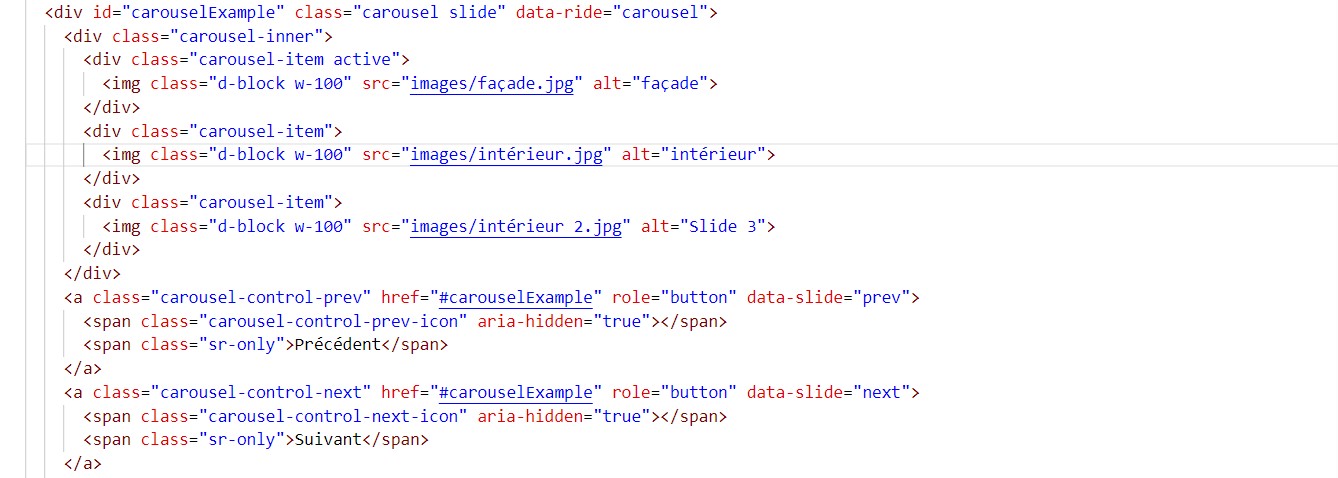 <div id="carouselExample" class="carousel slide" data-ride="carousel">
<div class="carousel-inner">
<div class="carousel-item active">
<img class="d-block w-100" src="images/façade.jpg" alt="façade">
</div>
<div class="carousel-item">
<img class="d-block w-100" src="images/intérieur.jpg" alt="intérieur">
</div>
<div class="carousel-item">
<img class="d-block w-100" src="images/intérieur 2.jpg" alt="Slide 3">
</div>
</div>
<a class="carousel-control-prev" href="#carouselExample" role="button" data-slide="prev">
<span class="carousel-control-prev-icon" aria-hidden="true"></span>
<span class="sr-only">Précédent</span>
</a>
<a class="carousel-control-next" href="#carouselExample" role="button" data-slide="next">
<span class="carousel-control-next-icon" aria-hidden="true"></span>
<span class="sr-only">Suivant</span>
</a>